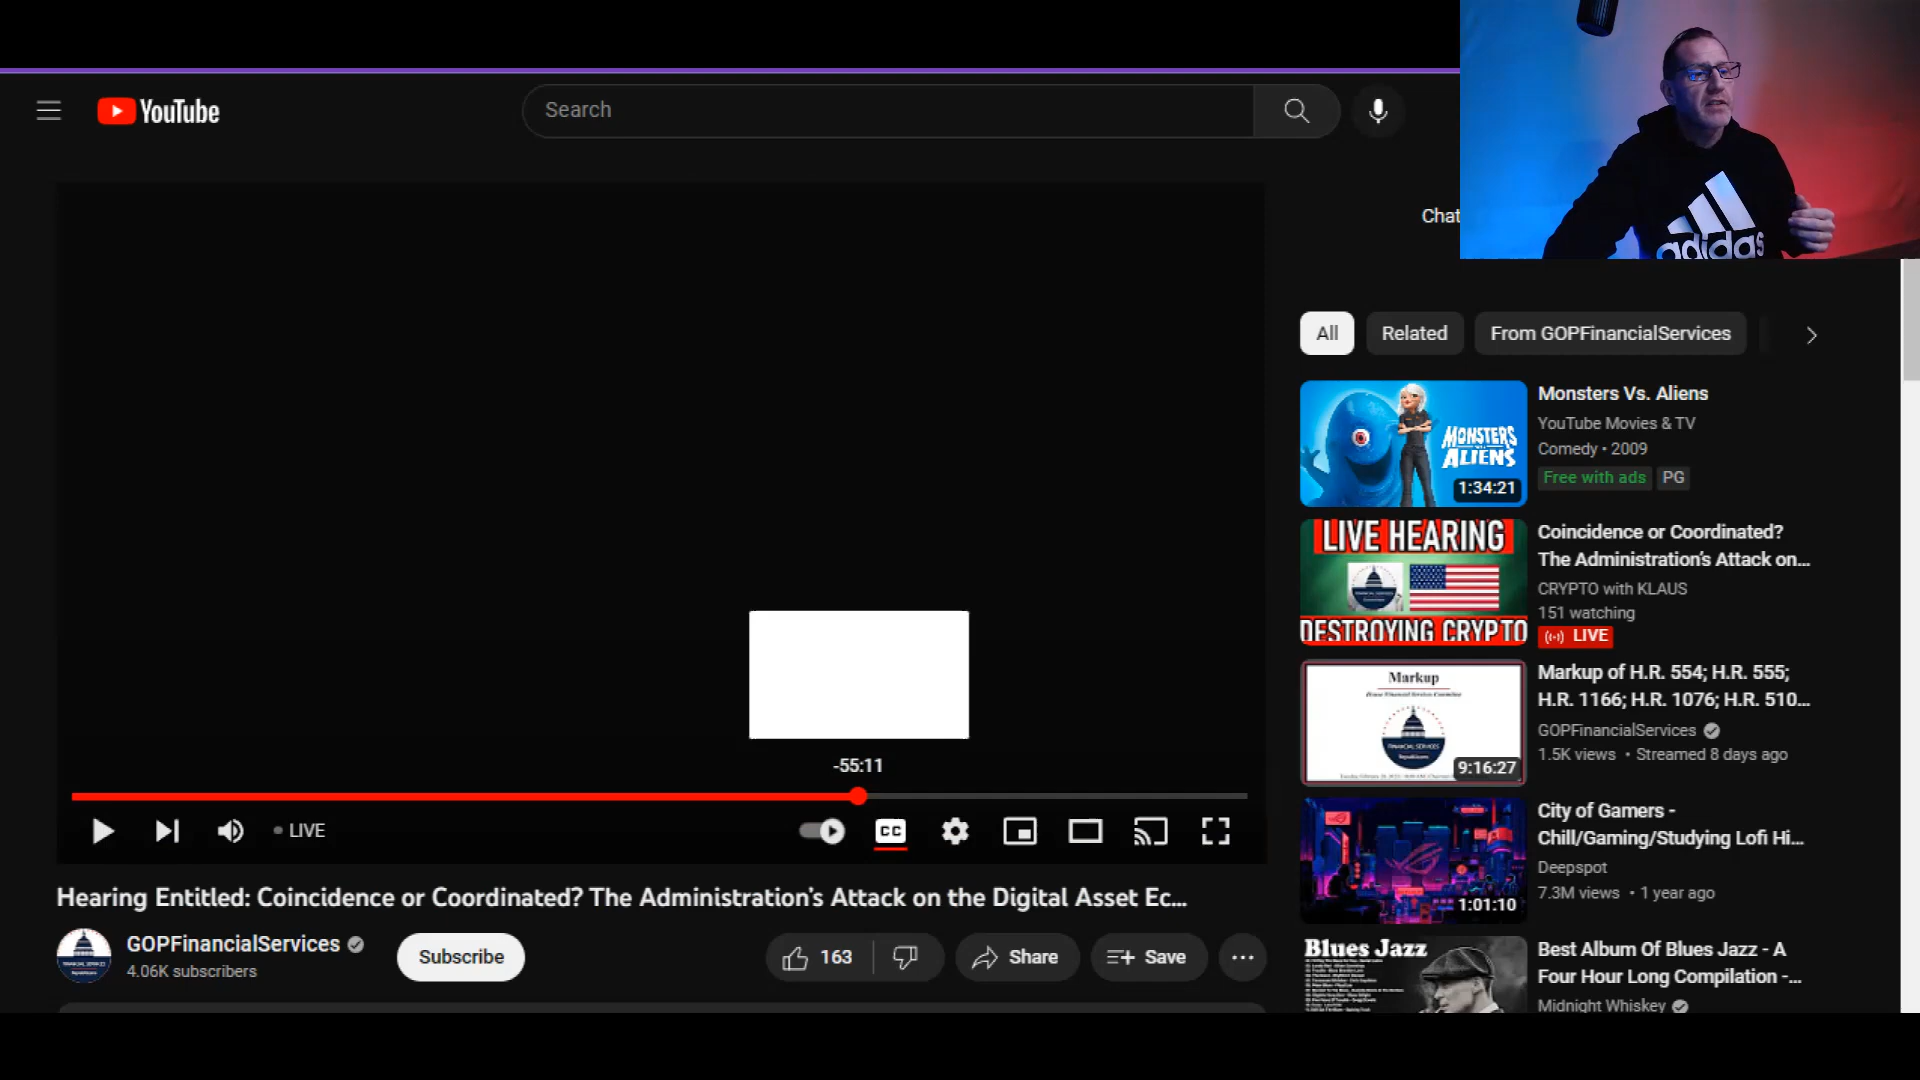 YouTube
Search
Chat
adidas
All
Related
From GOPFinancialServices
Monsters Vs. Aliens
YouTube Movies & TV
Comedy • 2009
Free with ads
PG
MONSTERS
ALIENS
1:34:21
LIVE HEARING
DESTROYING CRYPTO
Coincidence or Coordinated?
The Administration's Attack on...
CRYPTO with KLAUS
151 watching
LIVE
Markup
FINANCIAL SERVICES
9:16:27
Markup of H.R. 554; H.R. 555;
H.R. 1166; H.R. 1076; H.R. 510...
GOPFinancialServices
1.5K views • Streamed 8 days ago
1:01:10
City of Gamers -
Chill/Gaming/Studying Lofi Hi...
Deepspot
7.3M views • 1 year ago
Blues Jazz
Best Album Of Blues Jazz - A
Four Hour Long Compilation -...
Midnight Whiskey
-55:11
LIVE
CC
Hearing Entitled: Coincidence or Coordinated? The Administration's Attack on the Digital Asset Ec...
GOPFinancialServices
4.06K subscribers
Subscribe
163
Share
Save